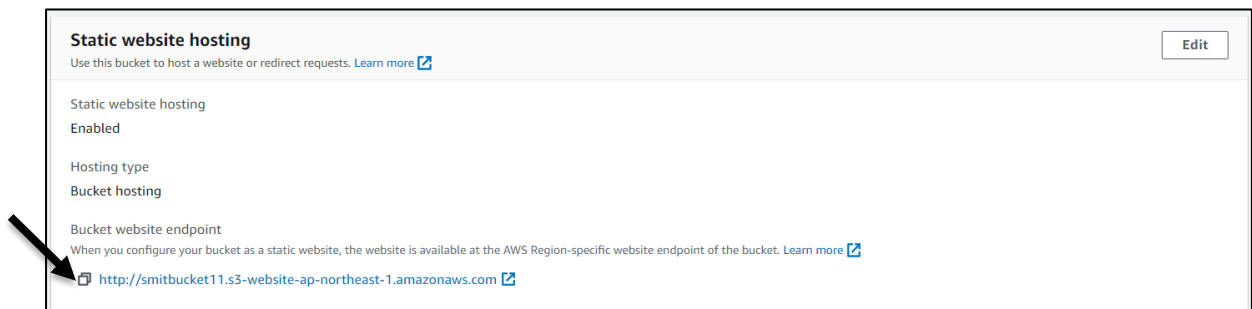 Static website hosting
Edit
Use this bucket to host a website or redirect requests. Learn more
Static website hosting
Enabled
Hosting type
Bucket hosting
Bucket website endpoint
When you configure your bucket as a static website, the website is available at the AWS Region-specific website endpoint of the bucket. Learn more
http://smitbucket11.s3-website-ap-northeast-1.amazonaws.com